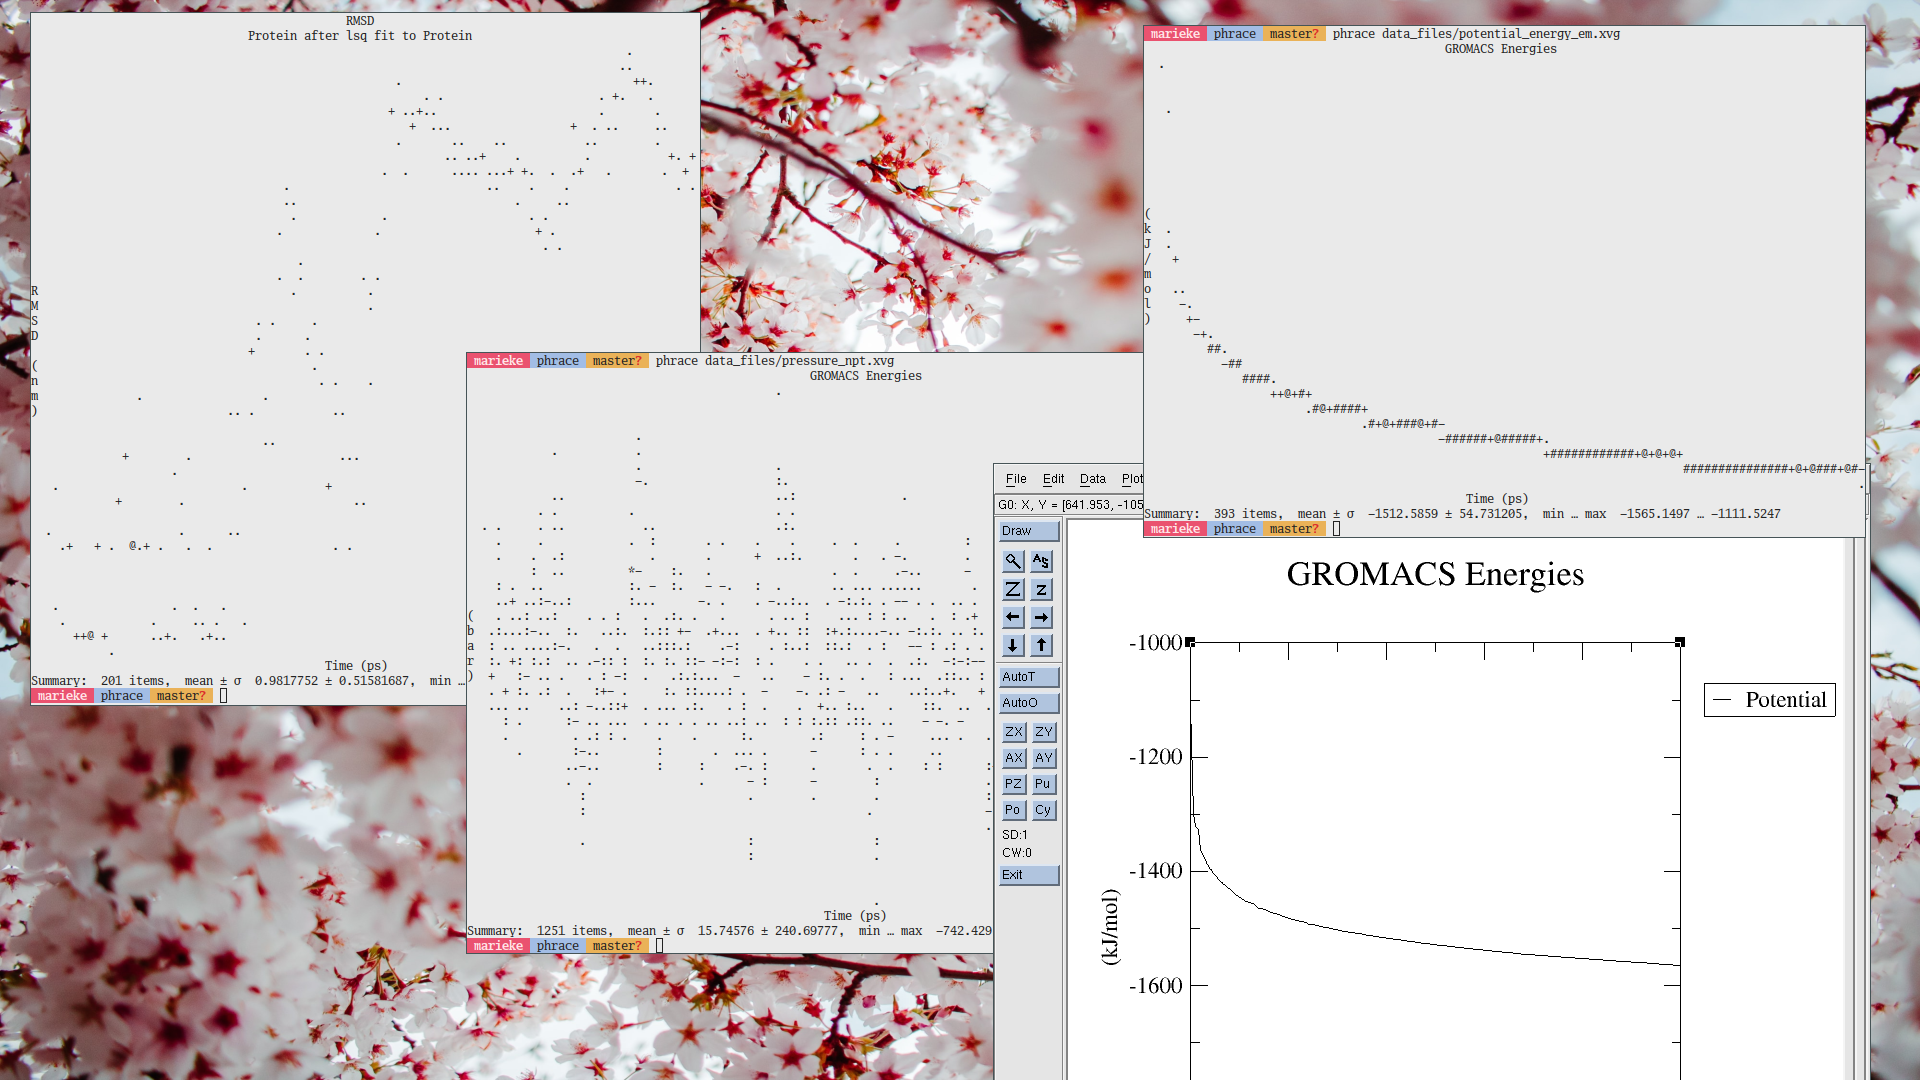 RMSD
Protein after lsq fit to Protein
RMSD (nm)
Time (ps)
Summary: 201 items, mean ± σ 0.9817752 ± 0.51581687, min …
marieke phrace master?
marieke phrace master? phrace data_files/pressure_npt.xvg
GROMACS Energies
(bar)
Time (ps)
Summary: 1251 items, mean ± σ 15.74576 ± 240.69777, min … max −742.429
marieke phrace master?
marieke phrace master? phrace data_files/potential_energy_em.xvg
GROMACS Energies
(kJ/mol)
Time (ps)
Summary: 393 items, mean ± σ −1512.5859 ± 54.731205, min … max −1565.1497 … −1111.5247
marieke phrace master?
File Edit Data Plot
G0: X, Y = [641.953, -105
Draw
A S
Z z
AutoT
AutoO
ZX ZY
AX AY
PZ Pu
Po Cy
SD:1
CW:0
Exit
GROMACS Energies
-1000
-1200
-1400
-1600
(kJ/mol)
Potential